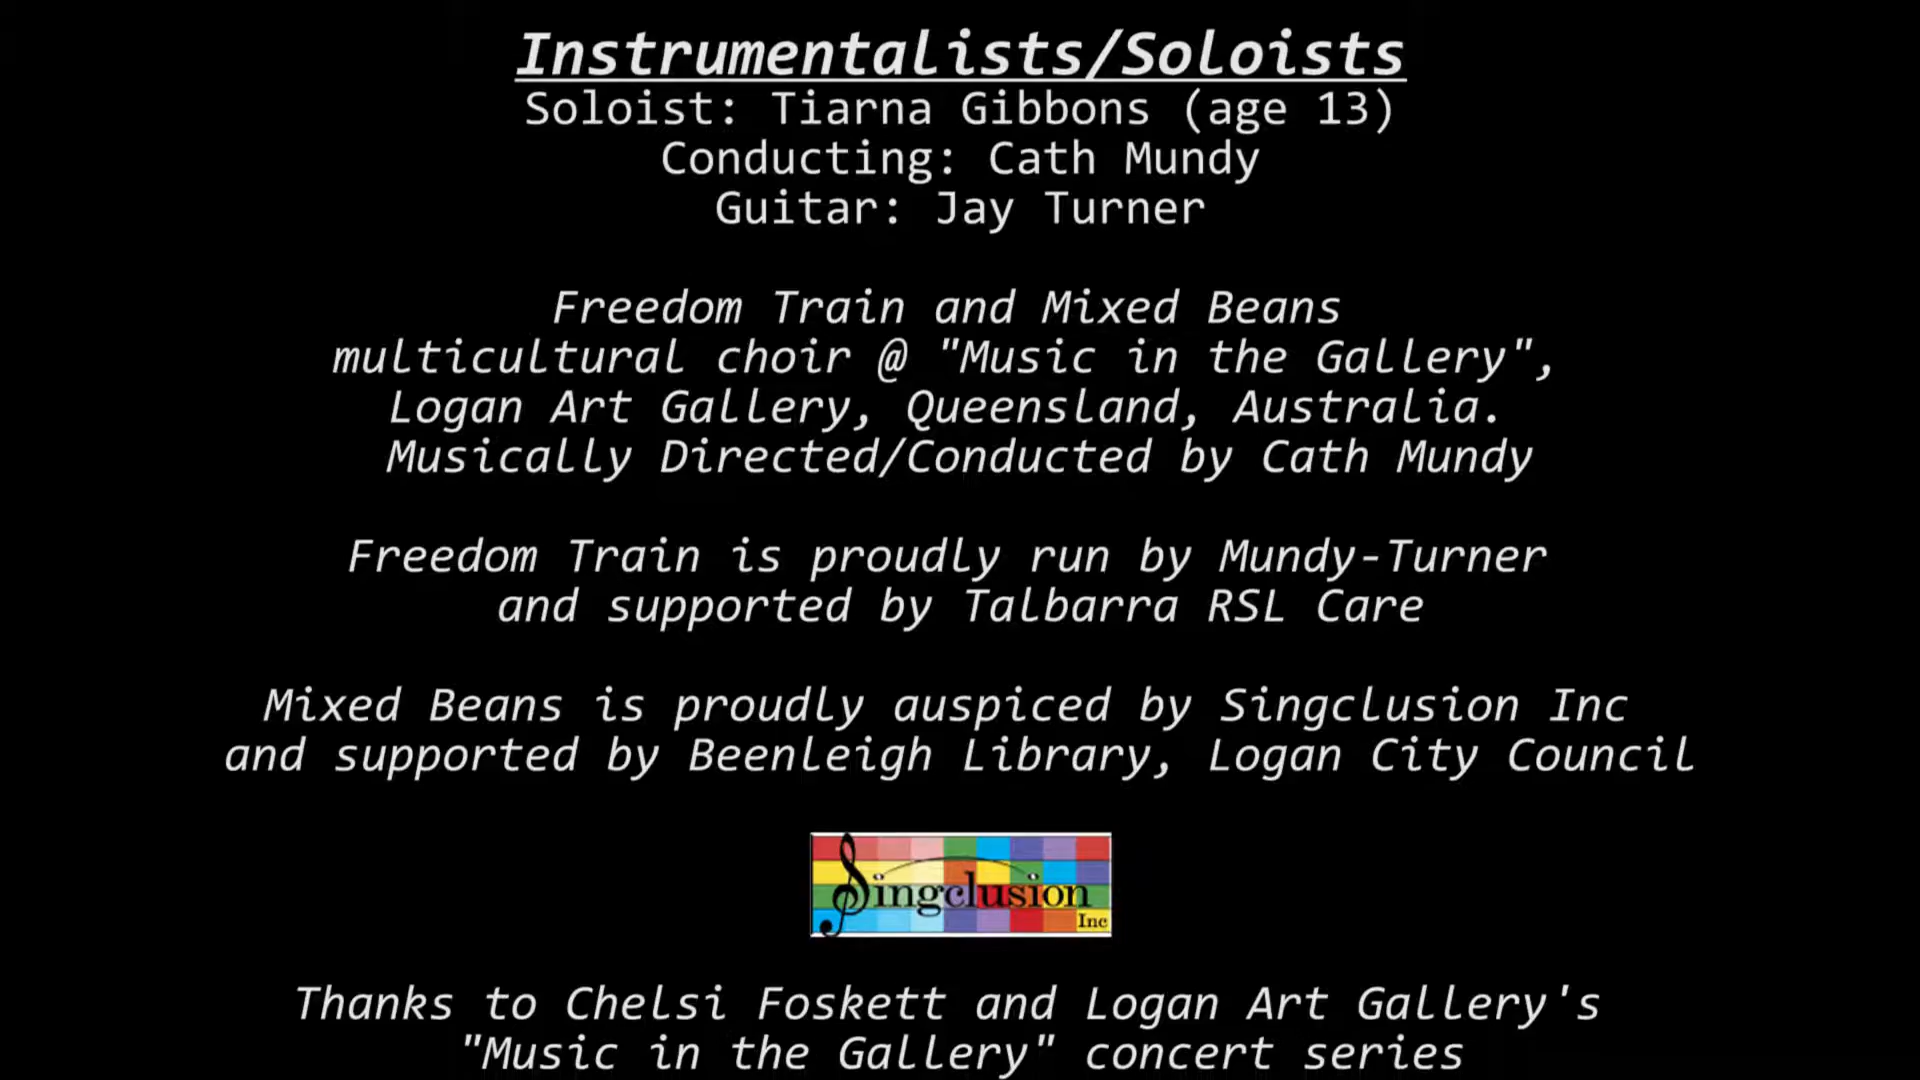 Instrumentalists/Soloists
Soloist: Tiarna Gibbons (age 13)
Conducting: Cath Mundy
Guitar: Jay Turner
Freedom Train and Mixed Beans
multicultural choir @ "Music in the Gallery",
Logan Art Gallery, Queensland, Australia.
Musically Directed/Conducted by Cath Mundy
Freedom Train is proudly run by Mundy-Turner
and supported by Talbarra RSL Care
Mixed Beans is proudly auspiced by Singclusion Inc
and supported by Beenleigh Library, Logan City Council
Singclusion
Inc
Thanks to Chelsi Foskett and Logan Art Gallery's
"Music in the Gallery" concert series